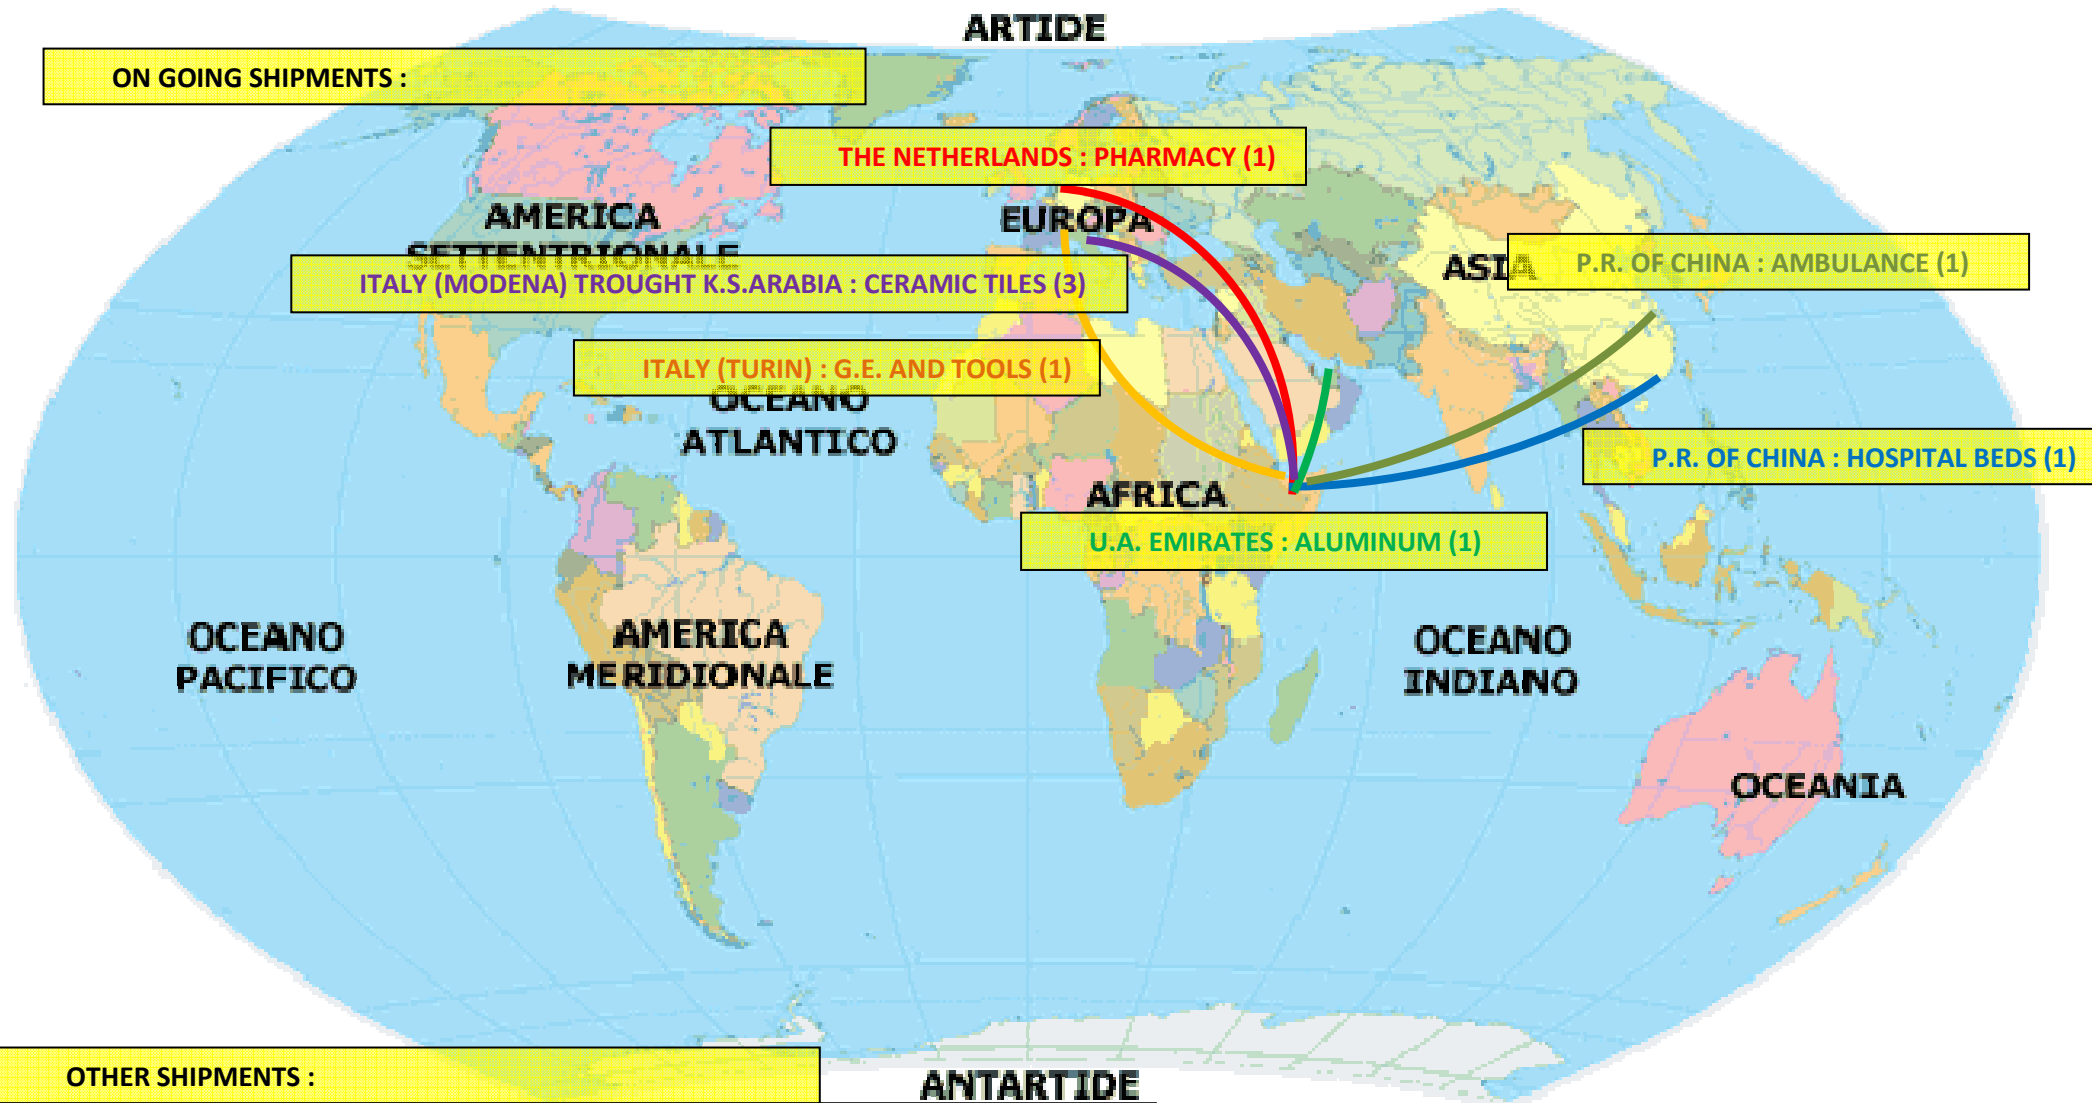 ARTIDE
ON GOING SHIPMENTS :
THE NETHERLANDS : PHARMACY (1)
AMERICA
SETTENTRIONALE
EUROPA
ASIA
P.R. OF CHINA : AMBULANCE (1)
ITALY (MODENA) TROUGHT K.S.ARABIA : CERAMIC TILES (3)
ITALY (TURIN) : G.E. AND TOOLS (1)
OCEANO
ATLANTICO
P.R. OF CHINA : HOSPITAL BEDS (1)
AFRICA
U.A. EMIRATES : ALUMINUM (1)
OCEANO
PACIFICO
AMERICA
MERIDIONALE
OCEANO
INDIANO
OCEANIA
OTHER SHIPMENTS :
ANTARTIDE